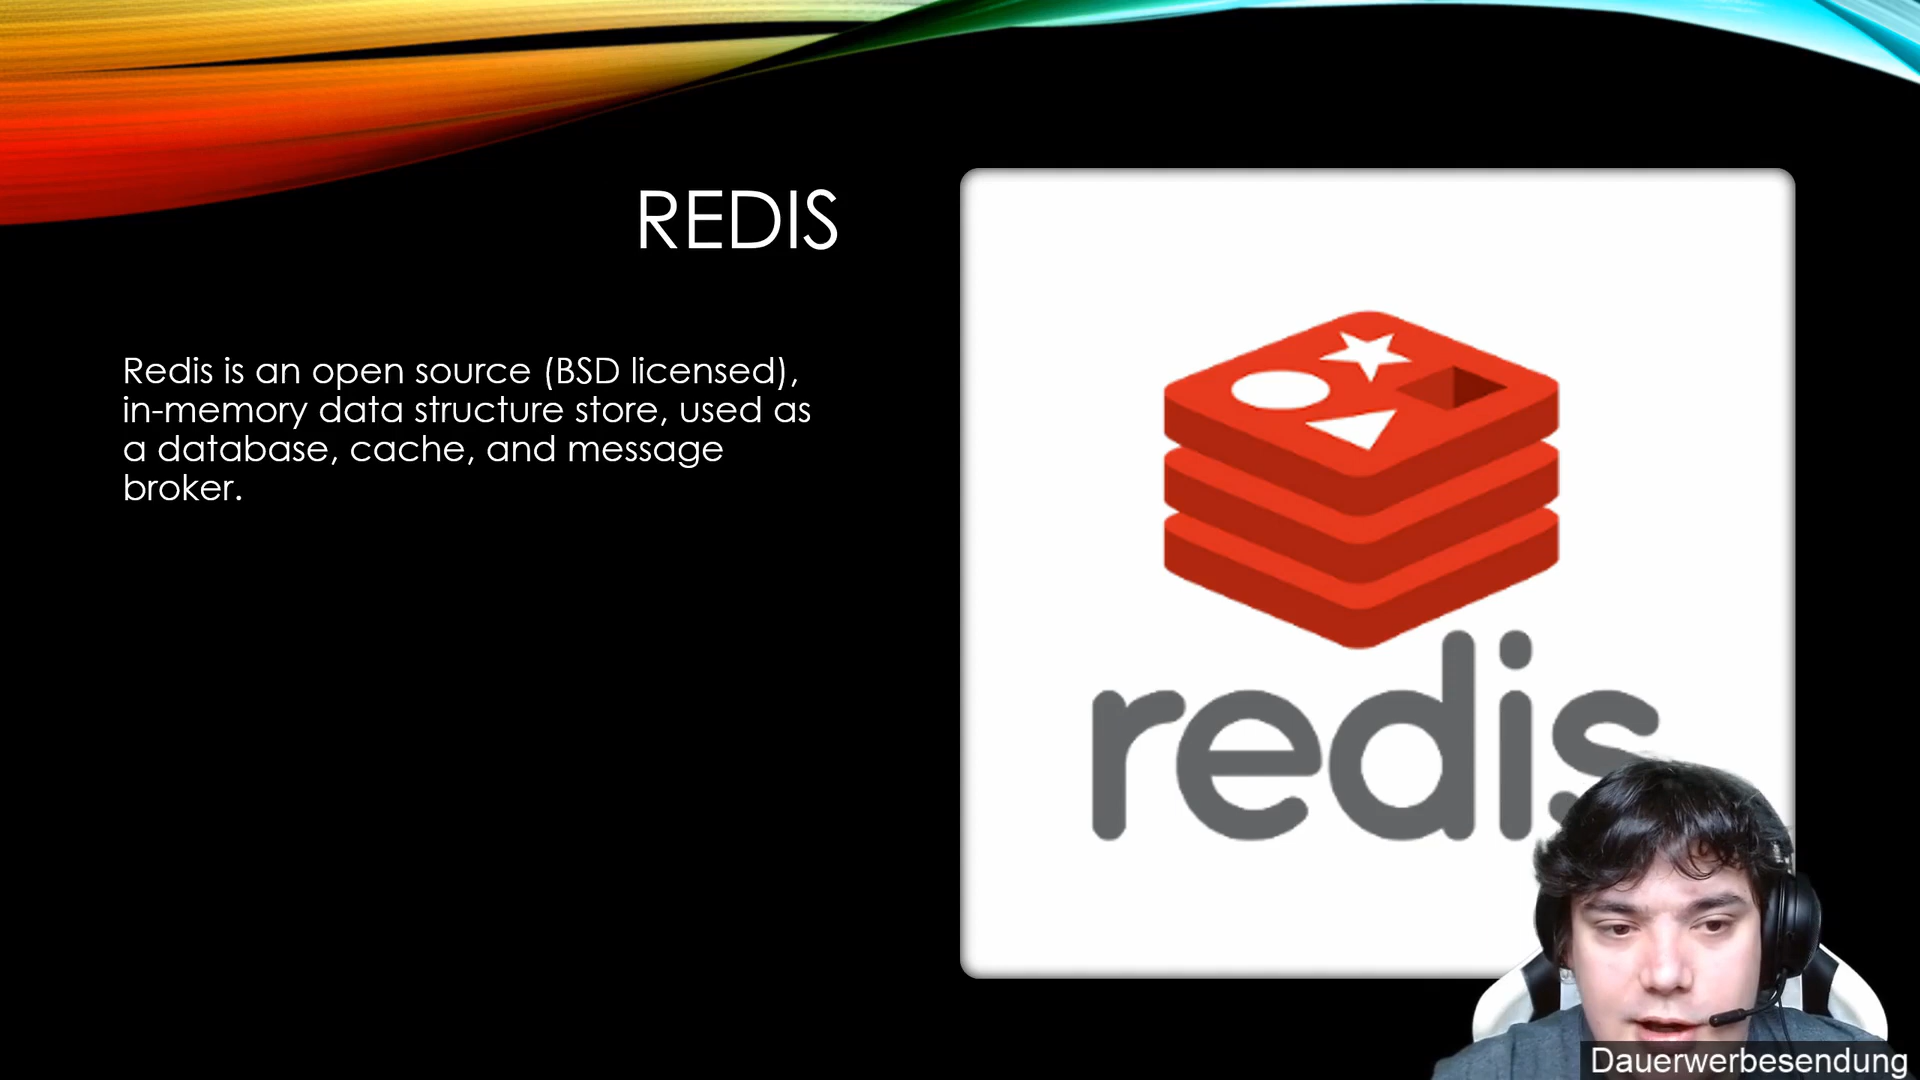 REDIS
Redis is an open source (BSD licensed),
in-memory data structure store, used as
a database, cache, and message
broker.
redis
Dauerwerbesendung